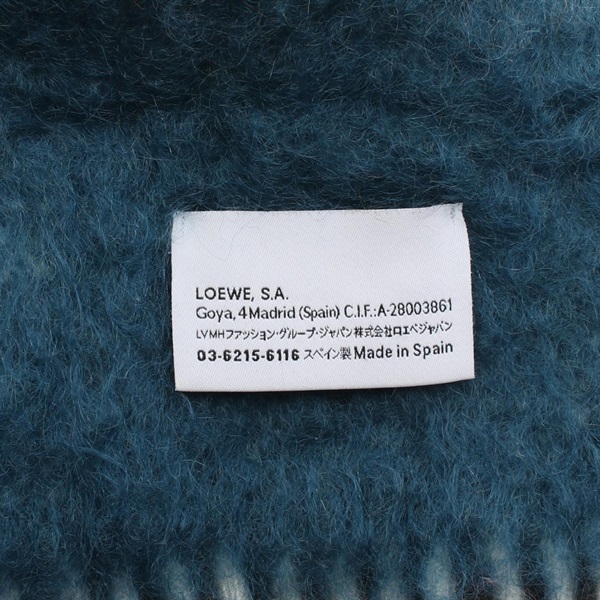 LOEWE, S.A.
Goya, 4 Madrid (Spain) C.I.F.:A-28003861
LVMHファッション・グループ・ジャパン株式会社ロエベジャパン
03-6215-6116 スペイン製 Made in Spain